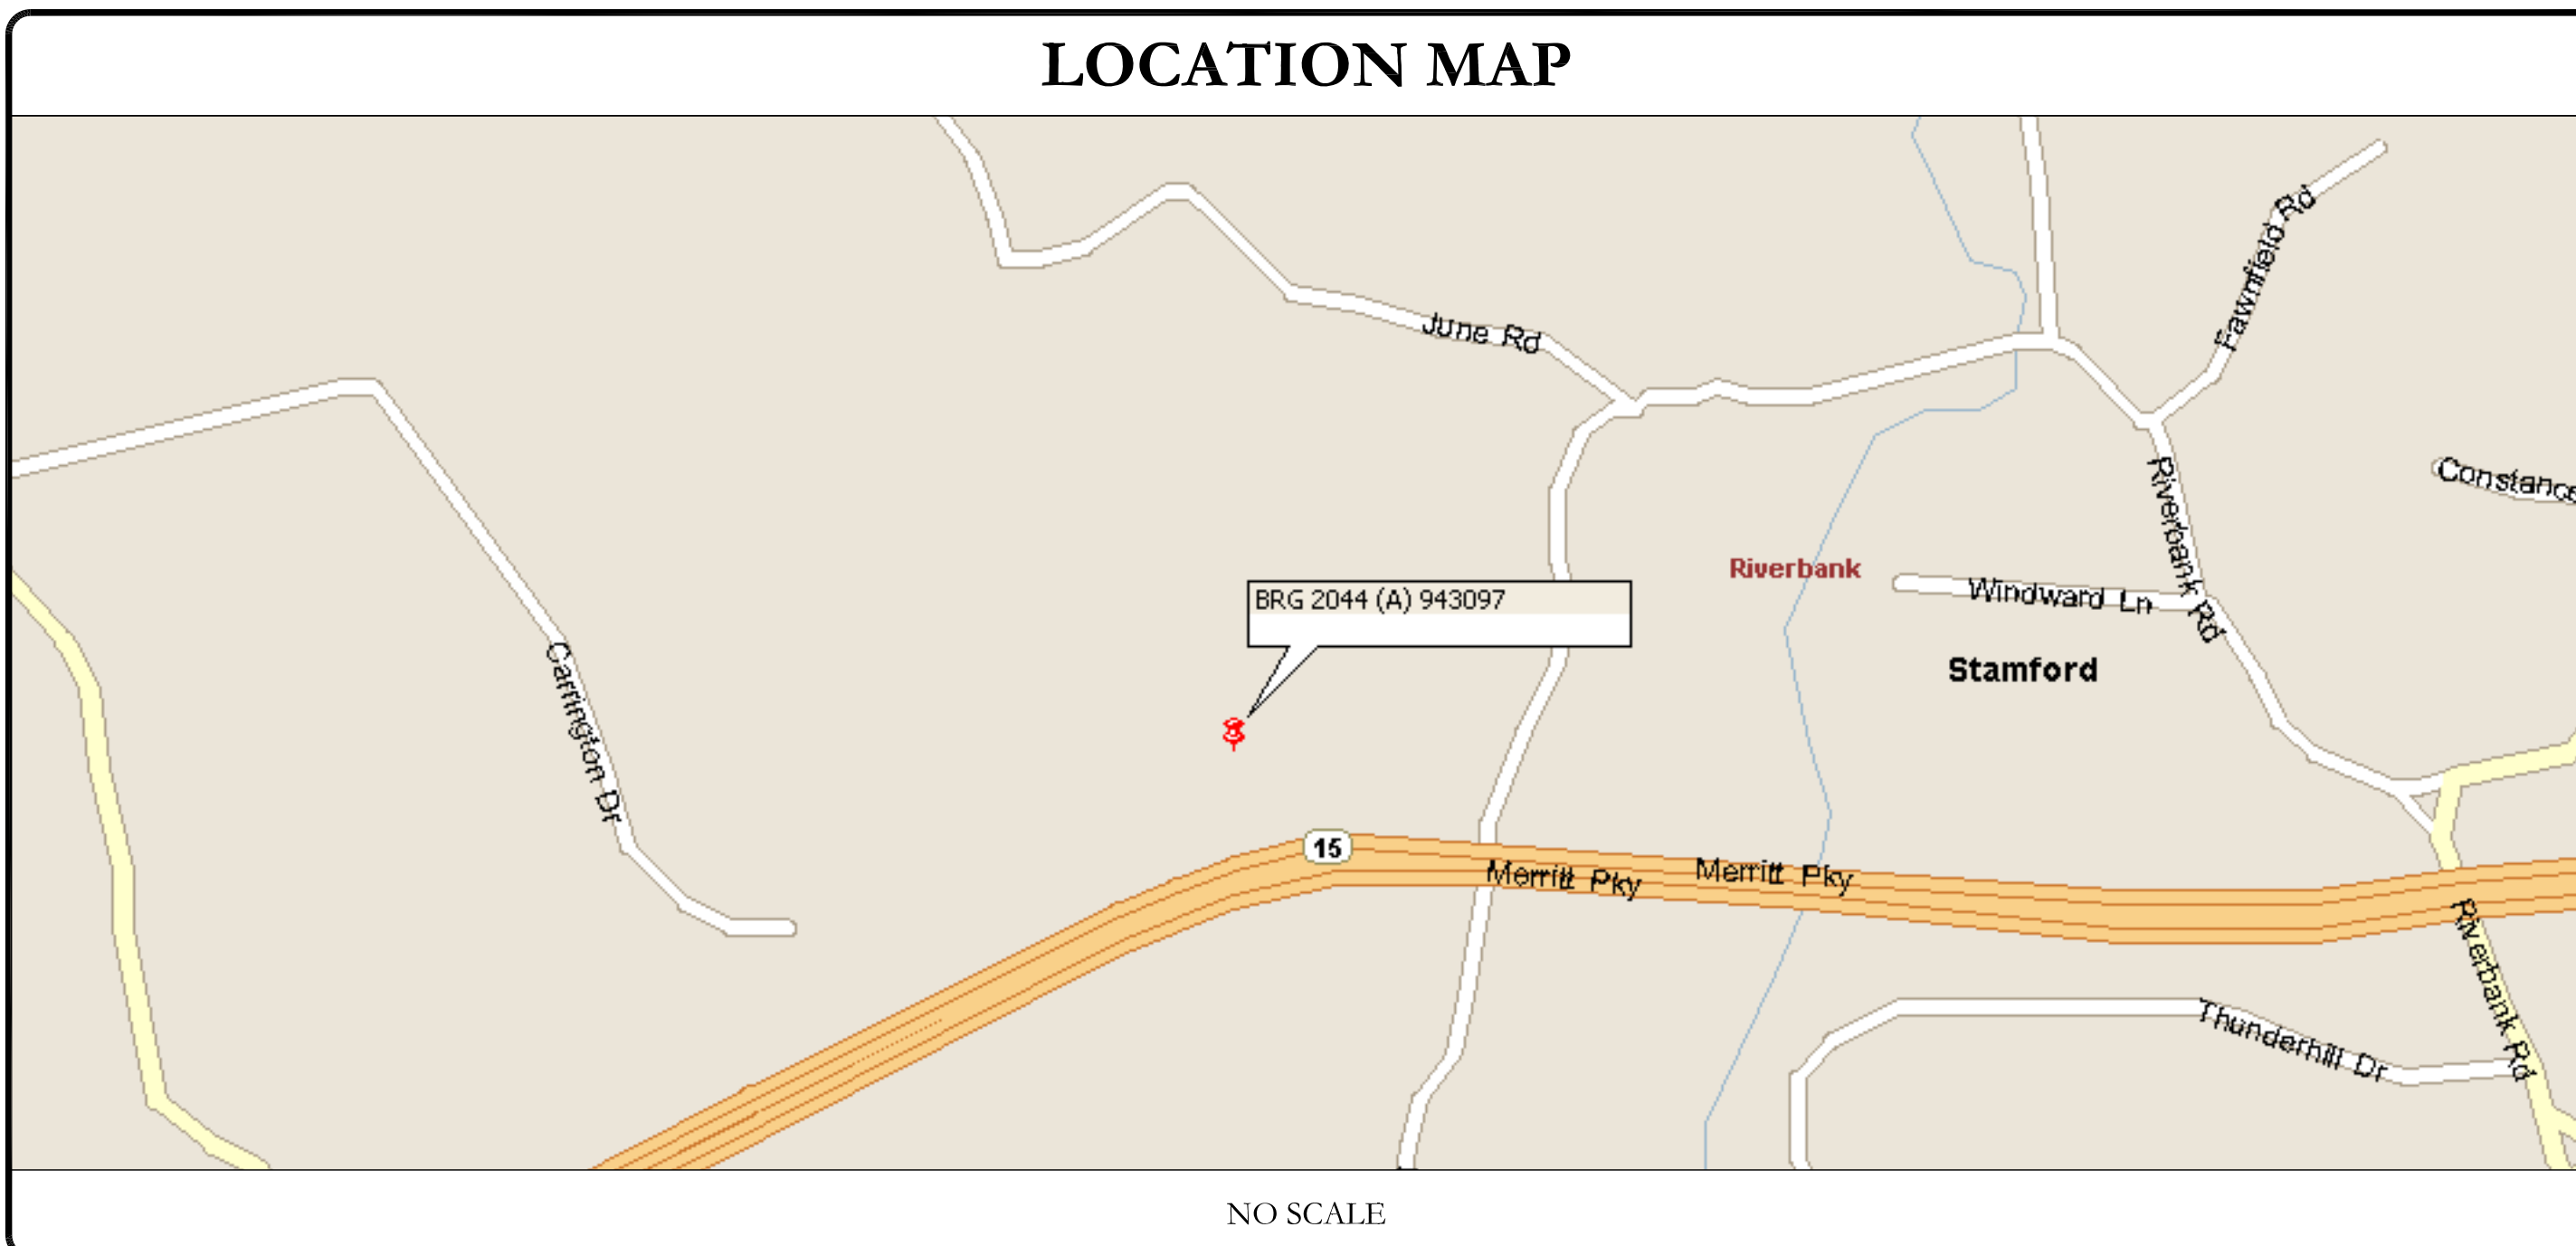 LOCATION MAP
Fawnfield Rd
June Rd
Constance
Riverbank Rd
Riverbank
BRG 2044 (A) 943097
Windward Ln
Stamford
Carrington Dr
15
Merritt Pky
Merritt Pky
Riverbank Rd
Thunderhill Dr
NO SCALE